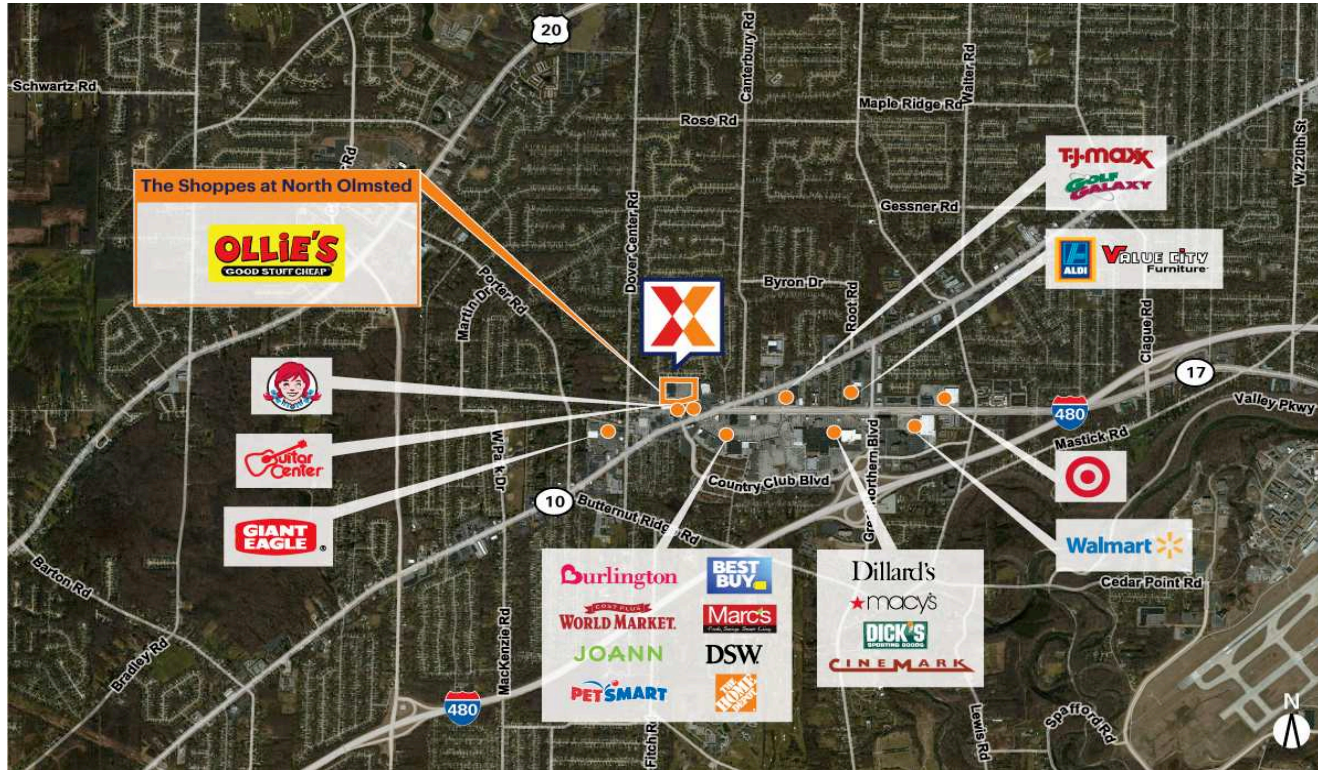 20
Schwartz Rd
Canterbury Rd
Walter Rd
Maple Ridge Rd
Rose Rd
W 220th St
Rd
T·J·maxx
GOLF
GALAXY
The Shoppes at North Olmsted
OLLIE'S
GOOD STUFF CHEAP
Dover Center Rd
Gessner Rd
ALDI
VALUE CITY
Furniture
Porter Rd
Martin Dr
Byron Dr
Root Rd
Clague Rd
17
Valley Pkwy
480
Mastick Rd
Guitar
Center
W Park Dr
Country Club Blvd
Great Northern Blvd
10
Butternut Ridge Rd
GIANT
EAGLE ®
Walmart
Burlington
BEST
BUY
COST PLUS
WORLD MARKET.
Marc's
JOANN
DSW
PETSMART
THE
HOME
DEPOT
Dillard's
macy's
DICK'S
SPORTING GOODS
CINEMARK
Cedar Point Rd
Barton Rd
Bradley Rd
MacKenzie Rd
480
Fitch Rd
Lewis Rd
Spafford Rd
N